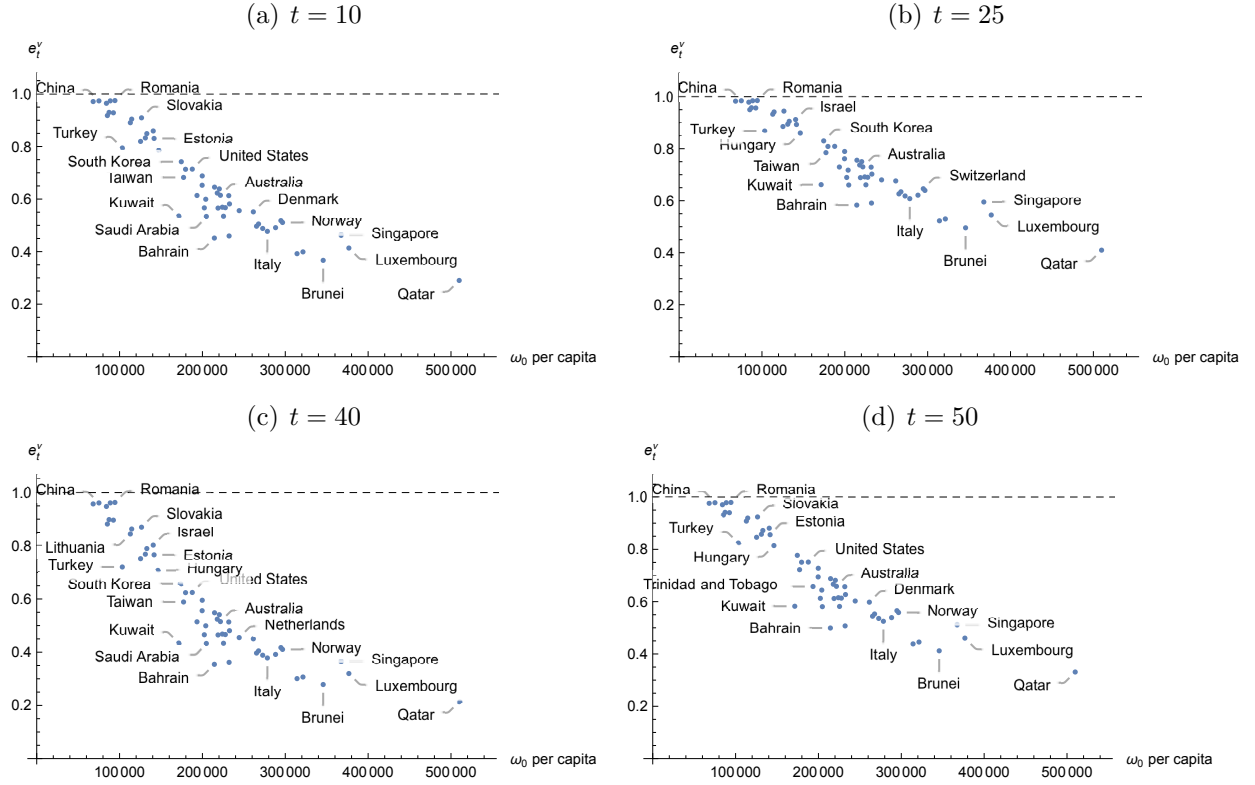 (a) t = 10
e_t^v
China
Romania
1.0
Slovakia
Turkey
Estonia
0.8
South Korea
United States
Taiwan
Australia
0.6
Kuwait
Denmark
Norway
Saudi Arabia
Singapore
Bahrain
0.4
Italy
Luxembourg
Brunei
Qatar
0.2
ω₀ per capita
100 000 200 000 300 000 400 000 500 000
(b) t = 25
e_t^v
China
Romania
1.0
Israel
Turkey
South Korea
Hungary
0.8
Australia
Taiwan
Switzerland
Kuwait
Singapore
Bahrain
0.6
Italy
Luxembourg
Brunei
Qatar
0.4
0.2
ω₀ per capita
100 000 200 000 300 000 400 000 500 000
(c) t = 40
e_t^v
China
Romania
1.0
Slovakia
Israel
Lithuania
Estonia
0.8
Turkey
Hungary
South Korea
United States
Taiwan
0.6
Australia
Netherlands
Kuwait
Norway
Saudi Arabia
Singapore
0.4
Bahrain
Italy
Luxembourg
Brunei
Qatar
0.2
ω₀ per capita
100 000 200 000 300 000 400 000 500 000
(d) t = 50
e_t^v
China
Romania
1.0
Slovakia
Turkey
Estonia
Hungary
United States
0.8
Trinidad and Tobago
Australia
Denmark
Kuwait
0.6
Norway
Bahrain
Singapore
Italy
Luxembourg
0.4
Brunei
Qatar
0.2
ω₀ per capita
100 000 200 000 300 000 400 000 500 000